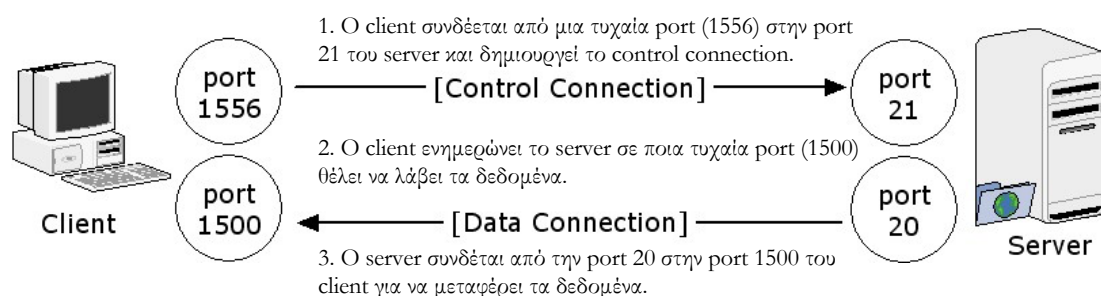 1. Ο client συνδέεται από μια τυχαία port (1556) στην port
21 του server και δημιουργεί το control connection.
port
1556
[Control Connection]
port
21
2. Ο client ενημερώνει το server σε ποια τυχαία port (1500)
θέλει να λάβει τα δεδομένα.
Client
port
1500
[Data Connection]
port
20
Server
3. Ο server συνδέται από την port 20 στην port 1500 του
client για να μεταφέρει τα δεδομένα.